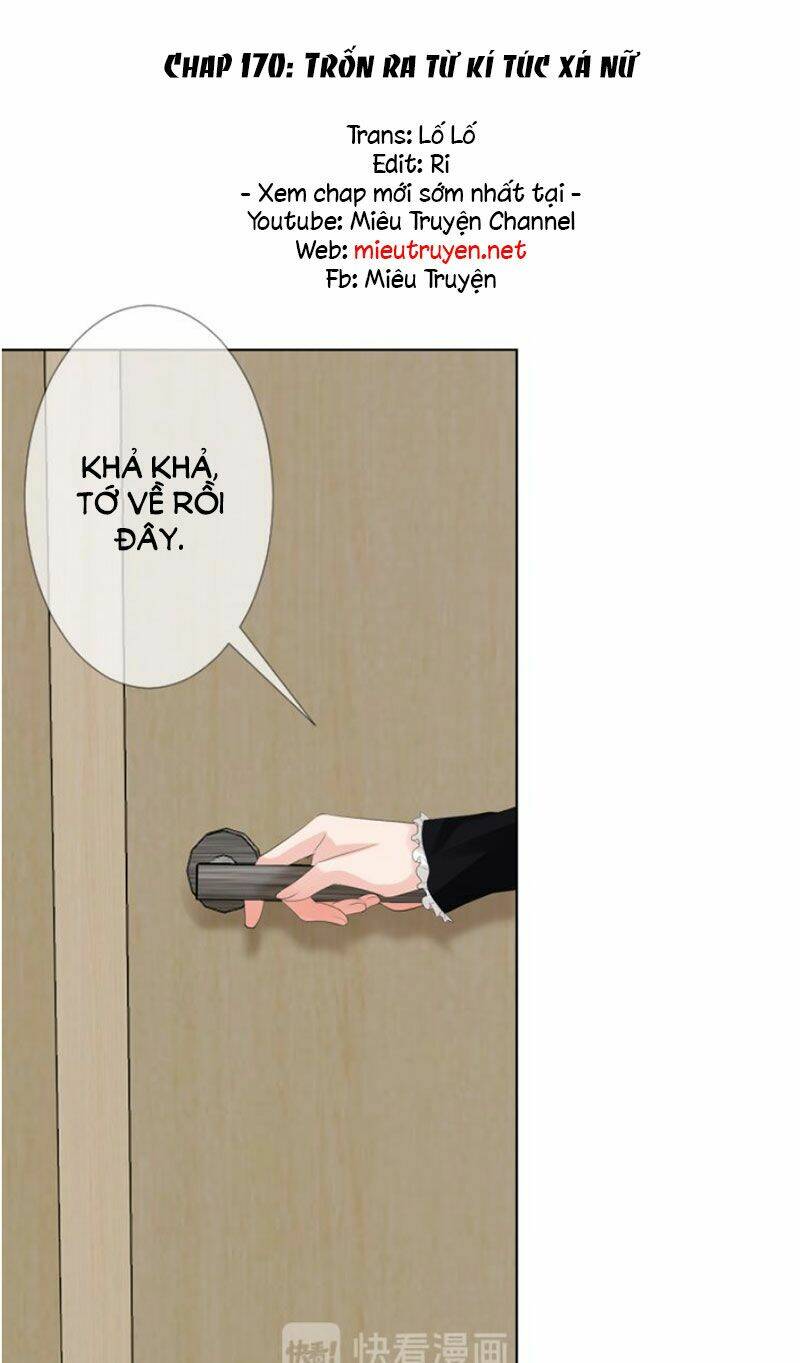 CHAP 170: TRỐN RA TỪ KÍ TÚC XÁ NỮ
Trans: Lố Lố
Edit: Ri
- Xem chap mới sớm nhất tại -
Youtube: Miêu Truyện Channel
Web: mieutruyen.net
Fb: Miêu Truyện
KHẢ KHẢ,
TỚ VỀ RỒI
ĐÂY.
快看! 快看漫画